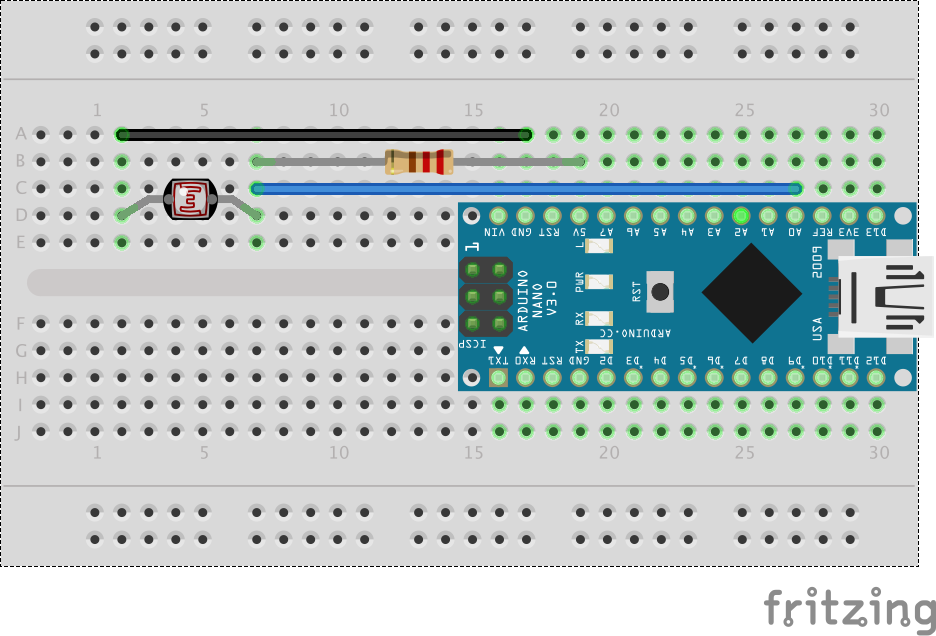 1 5 10 15 20 25 30
A
B
C
D
E
VIN GND RST 5V A7 A6 A5 A4 A3 A2 A1 A0 REF 3V3 D13
1
L
PWR
RX
TX
RST
ARDUINO
NANO
V3.0
ARDUINO.CC
2009
USA
ICSP
TX1 RX0 RST GND D2 D3* D4 D5* D6* D7 D8 D9* D10* D11* D12
F
G
H
I
J
1 5 10 15 20 25 30
fritzing